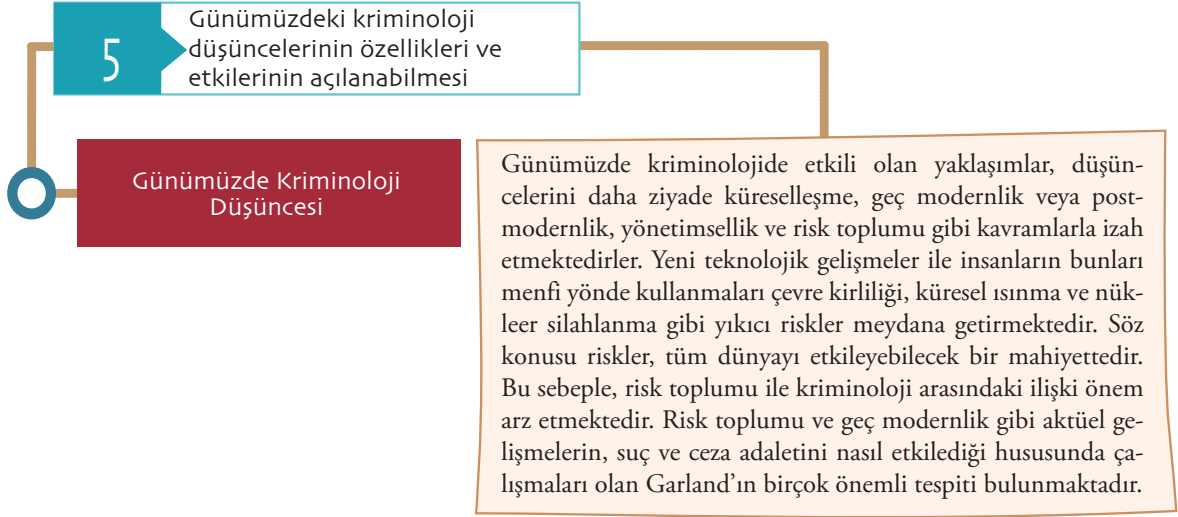 5
Günümüzdeki kriminoloji
düşüncelerinin özellikleri ve
etkilerinin açılanabilmesi
Günümüzde Kriminoloji
Düşüncesi
Günümüzde kriminolojide etkili olan yaklaşımlar, düşün-
celerini daha ziyade küreselleşme, geç modernlik veya post-
modernlik, yönetimsellik ve risk toplumu gibi kavramlarla izah
etmektedirler. Yeni teknolojik gelişmeler ile insanların bunları
menfi yönde kullanmaları çevre kirliliği, küresel ısınma ve nük-
leer silahlanma gibi yıkıcı riskler meydana getirmektedir. Söz
konusu riskler, tüm dünyayı etkileyebilecek bir mahiyettedir.
Bu sebeple, risk toplumu ile kriminoloji arasındaki ilişki önem
arz etmektedir. Risk toplumu ve geç modernlik gibi aktüel ge-
lişmelerin, suç ve ceza adaletini nasıl etkilediği hususunda ça-
lışmaları olan Garland’ın birçok önemli tespiti bulunmaktadır.